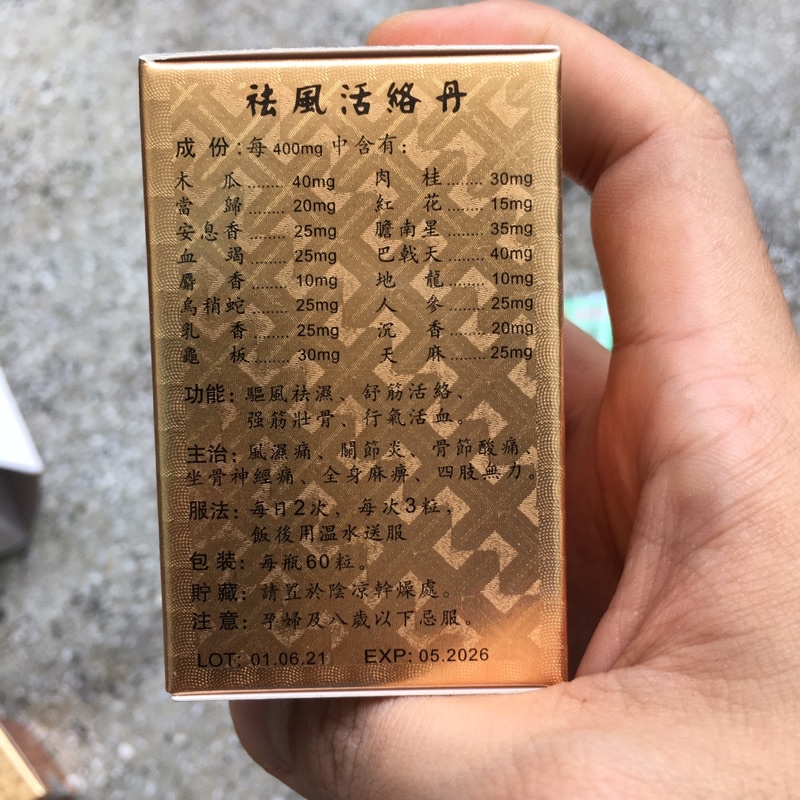 祛風活絡丹
成份：每400mg中含有：
木瓜........40mg 肉桂........30mg
當歸........20mg 紅花........15mg
安息香........25mg 膽南星........35mg
血竭........25mg 巴戟天........40mg
麝香........10mg 地龍........10mg
烏稍蛇........25mg 人參........25mg
乳香........25mg 沉香........20mg
龜板........30mg 天麻........25mg
功能：驅風祛濕、舒筋活絡、
强筋壯骨、行氣活血。
主治：風濕痛、關節炎、骨節酸痛、
坐骨神經痛、全身麻痹、四肢無力。
服法：每日2次，每次3粒，
飯後用溫水送服
包裝：每瓶60粒。
貯藏：請置於陰凉幹燥處。
注意：孕婦及八歲以下忌服。
LOT: 01.06.21 EXP: 05.2026